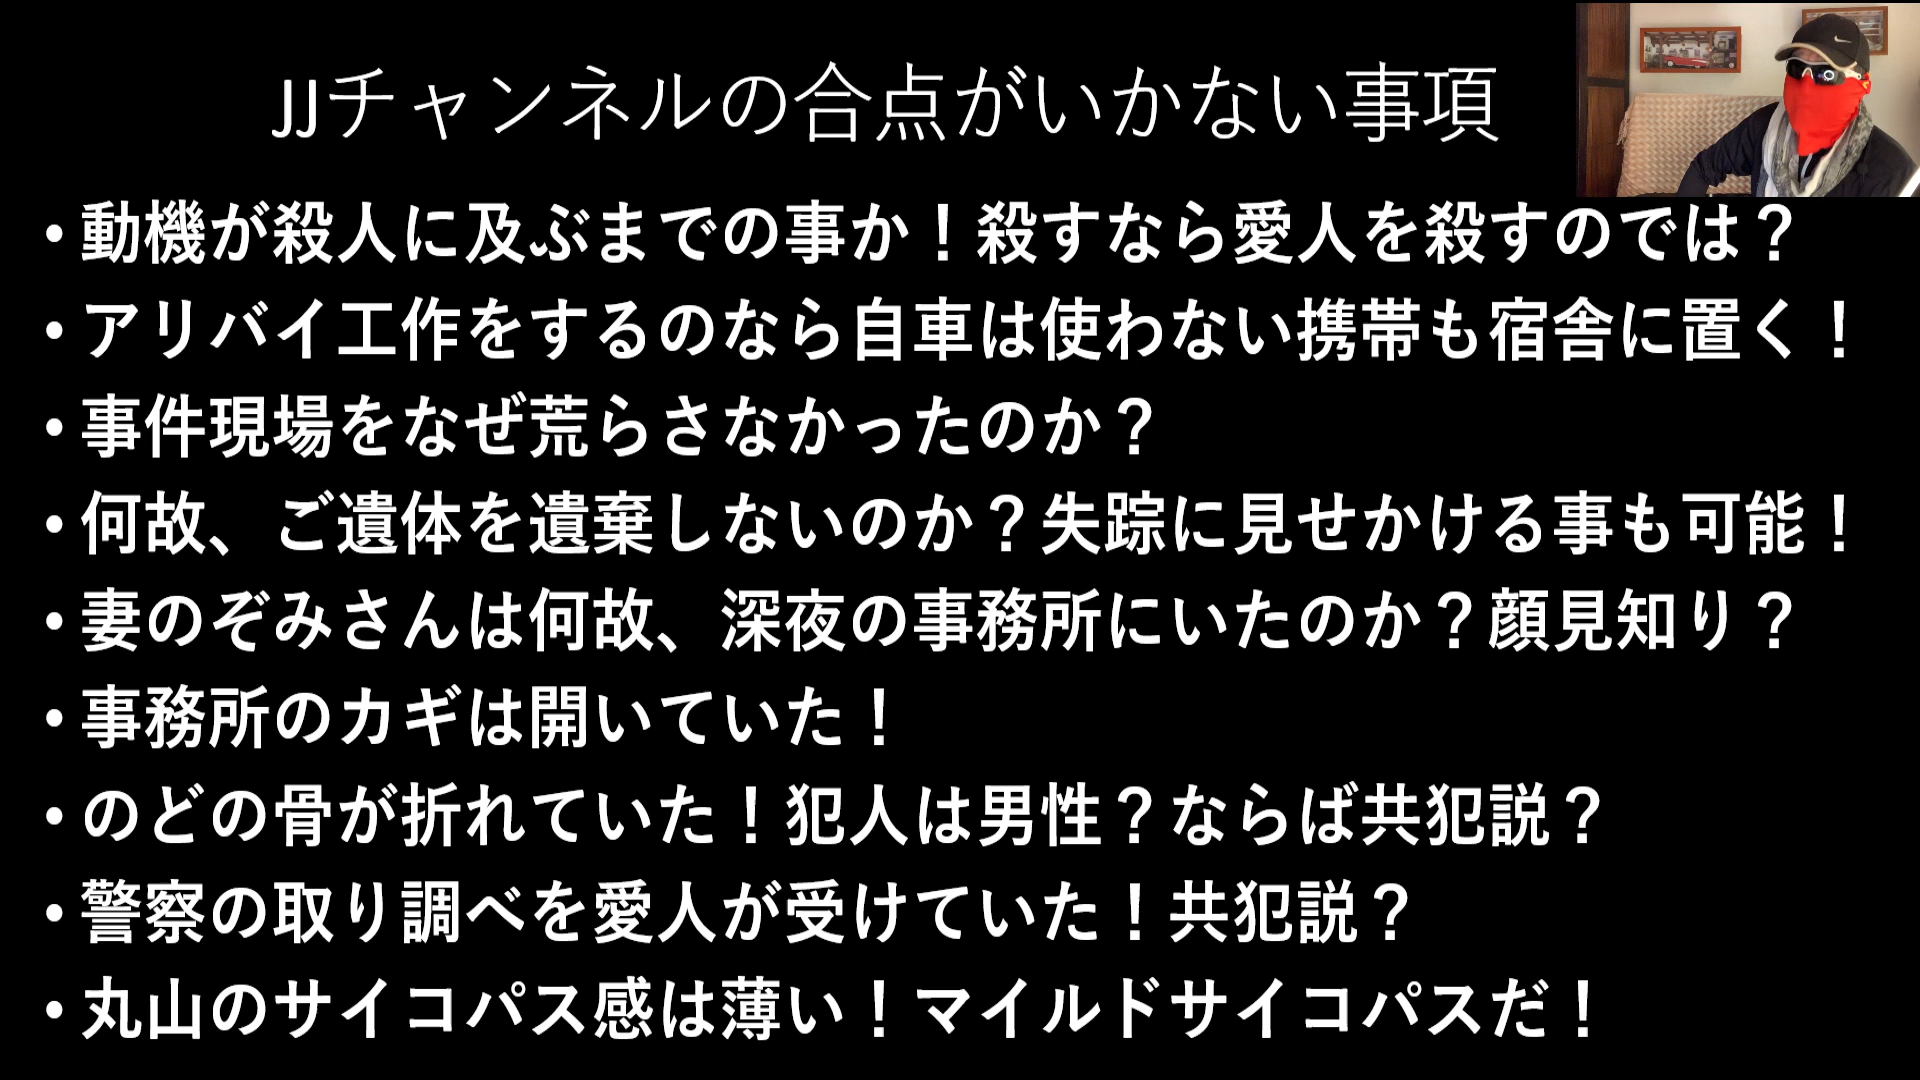 JJチャンネルの合点がいかない事項
•動機が殺人に及ぶまでの事か！殺すなら愛人を殺すのでは？
•アリバイ工作をするのなら自車は使わない携帯も宿舎に置く！
•事件現場をなぜ荒らさなかったのか？
•何故、ご遺体を遺棄しないのか？失踪に見せかける事も可能！
•妻のぞみさんは何故、深夜の事務所にいたのか？顔見知り？
•事務所のカギは開いていた！
•のどの骨が折れていた！犯人は男性？ならば共犯説？
•警察の取り調べを愛人が受けていた！共犯説？
•丸山のサイコパス感は薄い！マイルドサイコパスだ！